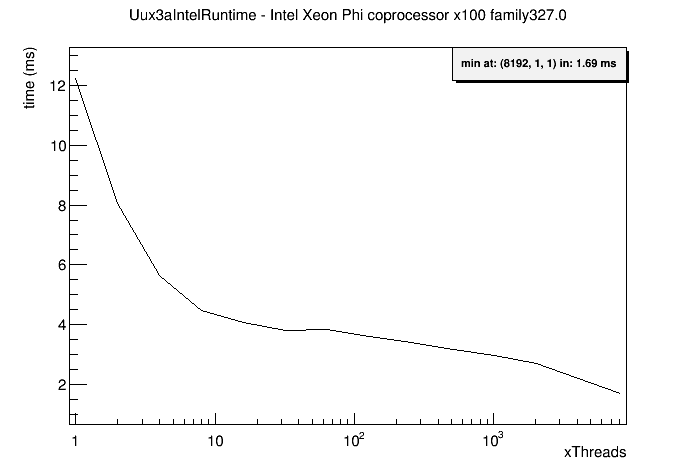 Uux3aIntelRuntime - Intel Xeon Phi coprocessor x100 family327.0
time (ms)
min at: (8192, 1, 1) in: 1.69 ms
12
10
8
6
4
2
1
10
10²
10³
xThreads